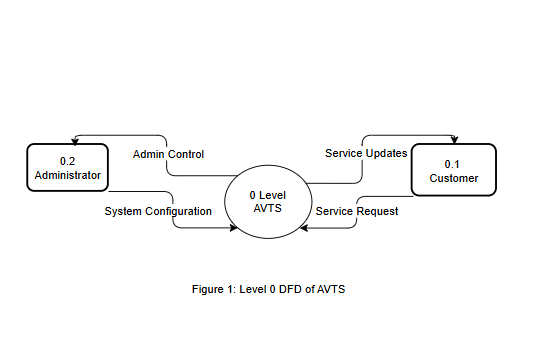 Admin Control
Service Updates
0.2
Administrator
0.1
Customer
0 Level
AVTS
System Configuration
Service Request
Figure 1: Level 0 DFD of AVTS